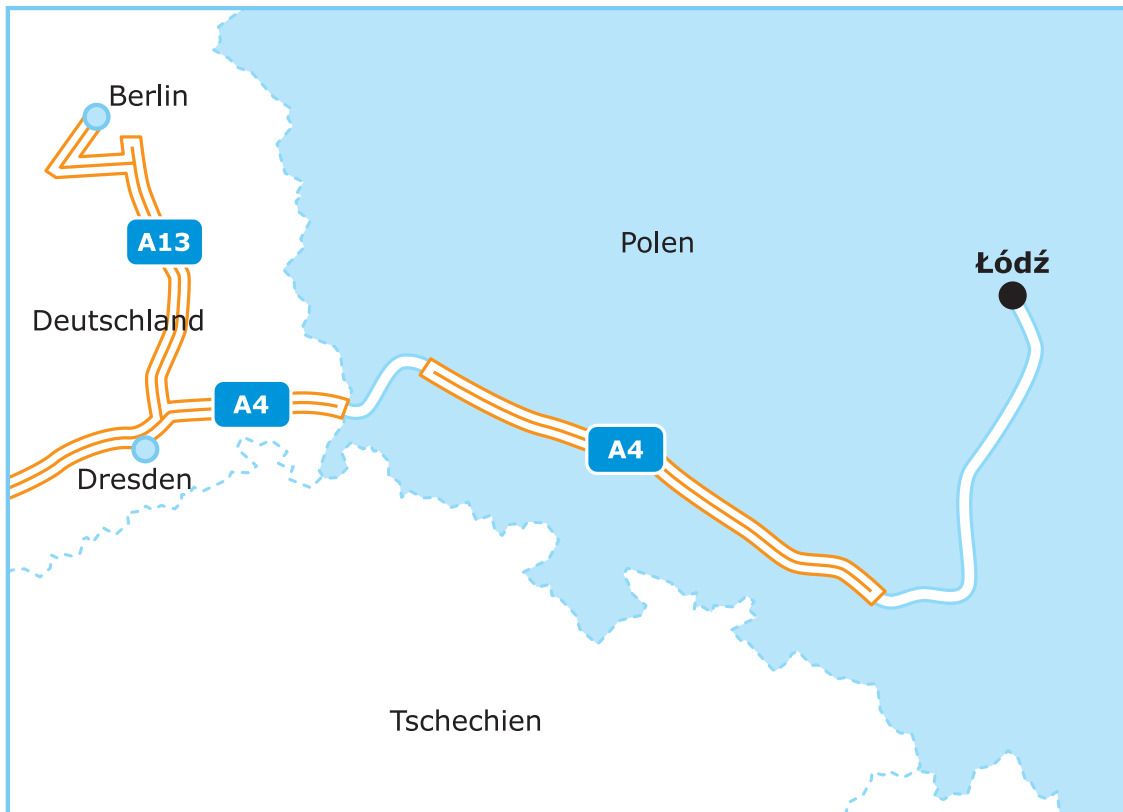 Berlin
A13
Polen
Łódź
Deutschland
A4
A4
Dresden
Tschechien